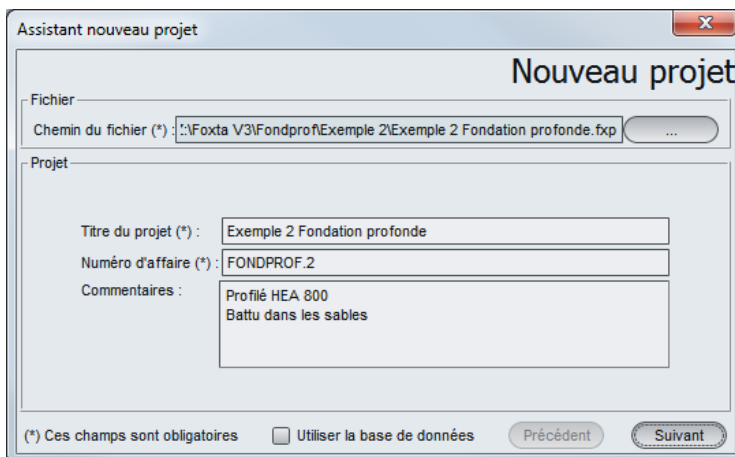 Assistant nouveau projet
Nouveau projet
Fichier
Chemin du fichier (*) : :\Foxta V3\Fondprof\Exemple 2\Exemple 2 Fondation profonde.fxp ...
Projet
Titre du projet (*) : Exemple 2 Fondation profonde
Numéro d'affaire (*) : FONDPROF.2
Commentaires : Profilé HEA 800
Battu dans les sables
(*) Ces champs sont obligatoires Utiliser la base de données Précédent Suivant